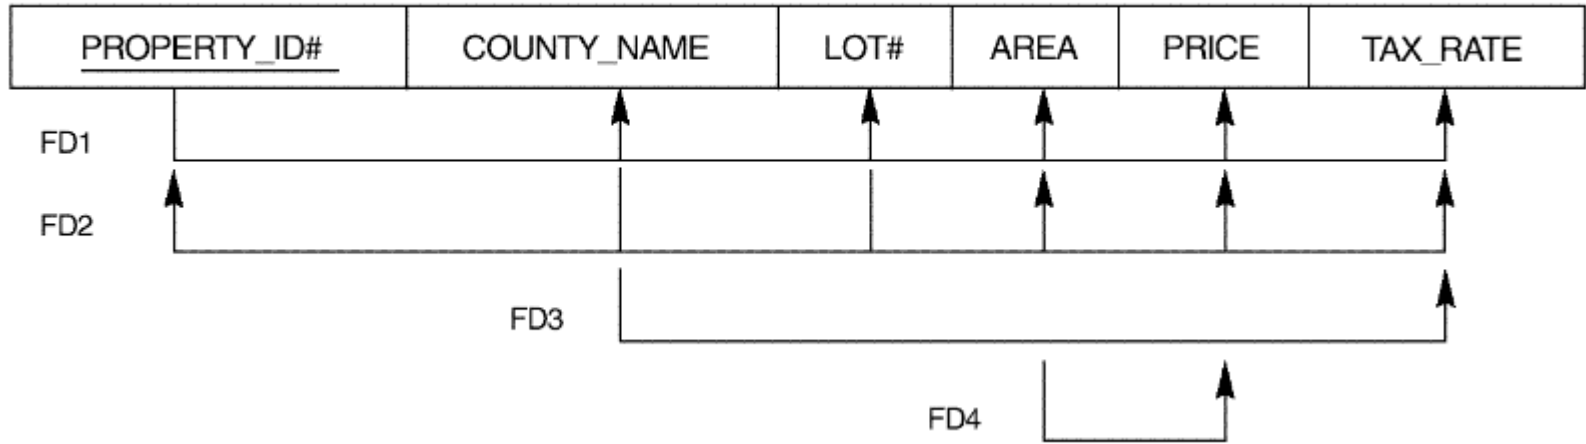 PROPERTY_ID# COUNTY_NAME LOT# AREA PRICE TAX_RATE
FD1
FD2
FD3
FD4